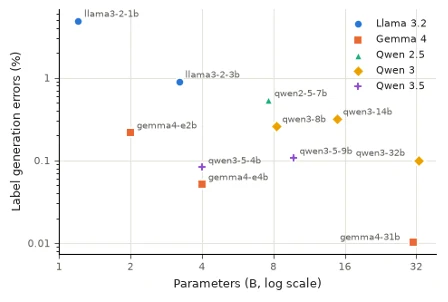 Label generation errors (%)
1
0.1
0.01
llama3-2-1b
llama3-2-3b
gemma4-e2b
qwen2-5-7b
qwen3-8b
qwen3-14b
qwen3-5-4b
gemma4-e4b
qwen3-5-9b
qwen3-32b
gemma4-31b
Llama 3.2
Gemma 4
Qwen 2.5
Qwen 3
Qwen 3.5
1 2 4 8 16 32
Parameters (B, log scale)